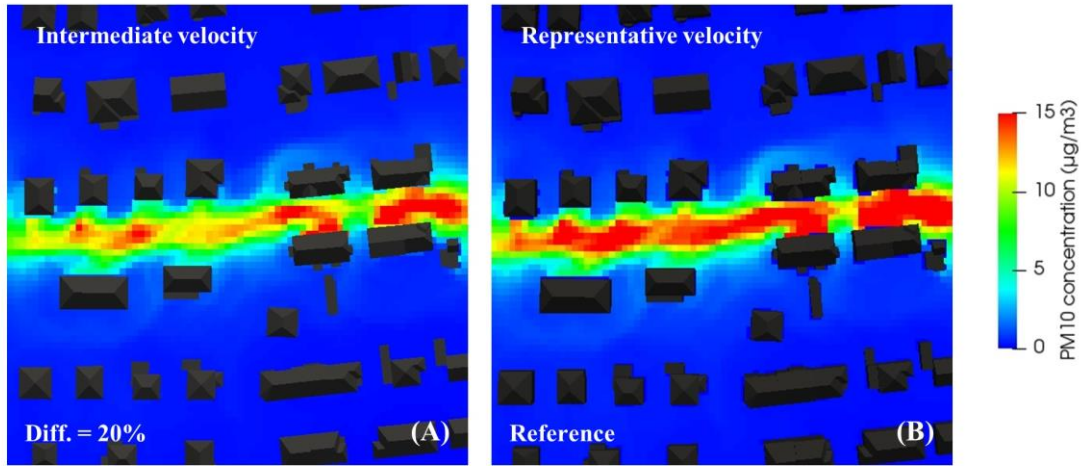 Intermediate velocity
Diff. = 20%
(A)
Representative velocity
Reference
(B)
15
10
5
0
PM10 concentration (µg/m3)